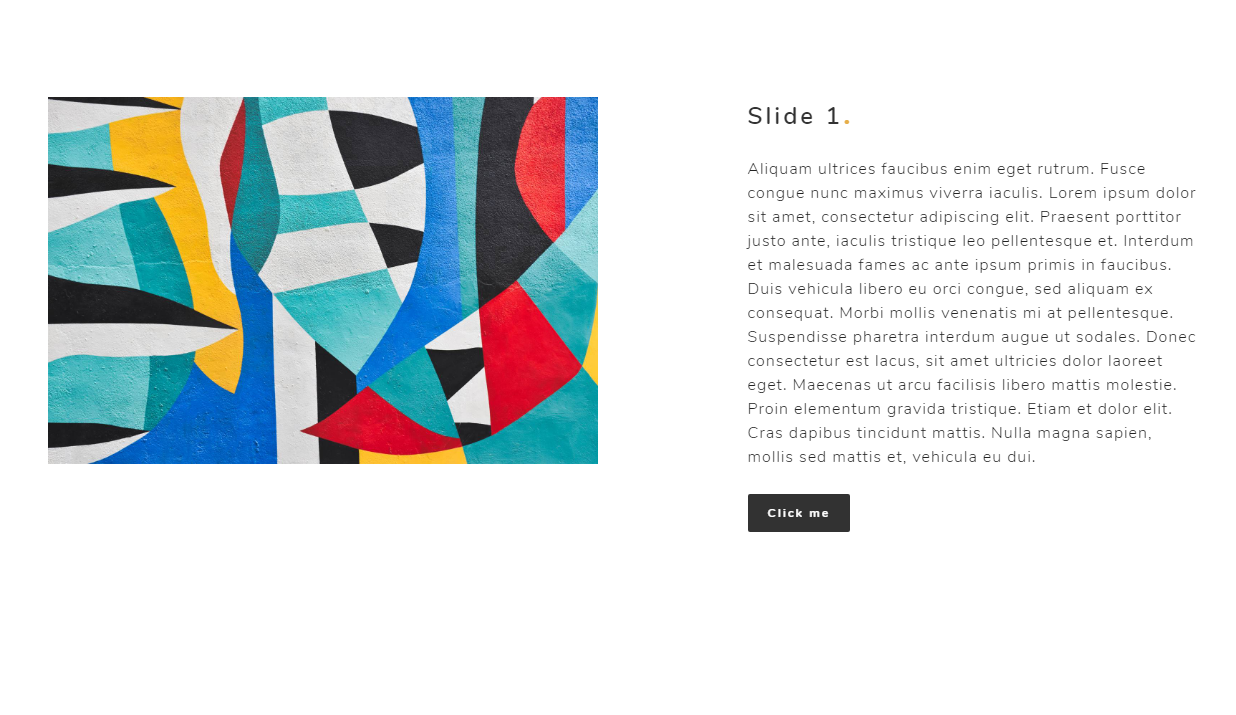 Slide 1.
Aliquam ultrices faucibus enim eget rutrum. Fusce
congue nunc maximus viverra iaculis. Lorem ipsum dolor
sit amet, consectetur adipiscing elit. Praesent porttitor
justo ante, iaculis tristique leo pellentesque et. Interdum
et malesuada fames ac ante ipsum primis in faucibus.
Duis vehicula libero eu orci congue, sed aliquam ex
consequat. Morbi mollis venenatis mi at pellentesque.
Suspendisse pharetra interdum augue ut sodales. Donec
consectetur est lacus, sit amet ultricies dolor laoreet
eget. Maecenas ut arcu facilisis libero mattis molestie.
Proin elementum gravida tristique. Etiam et dolor elit.
Cras dapibus tincidunt mattis. Nulla magna sapien,
mollis sed mattis et, vehicula eu dui.
Click me